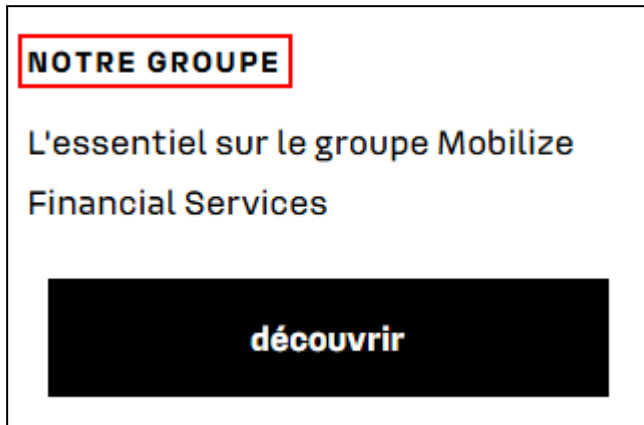 NOTRE GROUPE
L'essentiel sur le groupe Mobilize
Financial Services
découvrir